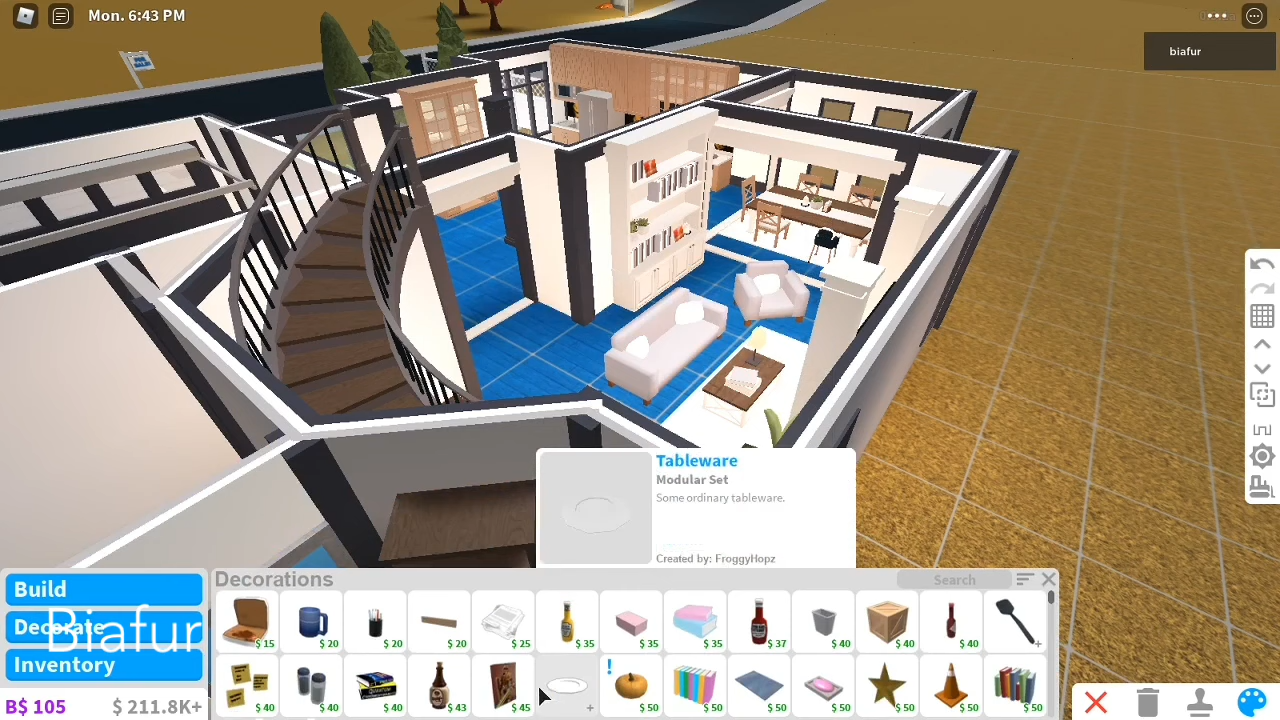 Mon. 6:43 PM
biafur
Tableware
Modular Set
Some ordinary tableware.
Created by: FroggyHopz
Decorations
Search
Build
Decorate
Biafur
Inventory
$ 15
$ 20
$ 20
$ 20
$ 25
$ 35
$ 35
$ 35
$ 37
$ 40
$ 40
$ 40
+
$ 40
$ 40
$ 40
$ 43
$ 45
+
! $ 50
$ 50
$ 50
$ 50
$ 50
$ 50
$ 50
B$ 105
$ 211.8K+